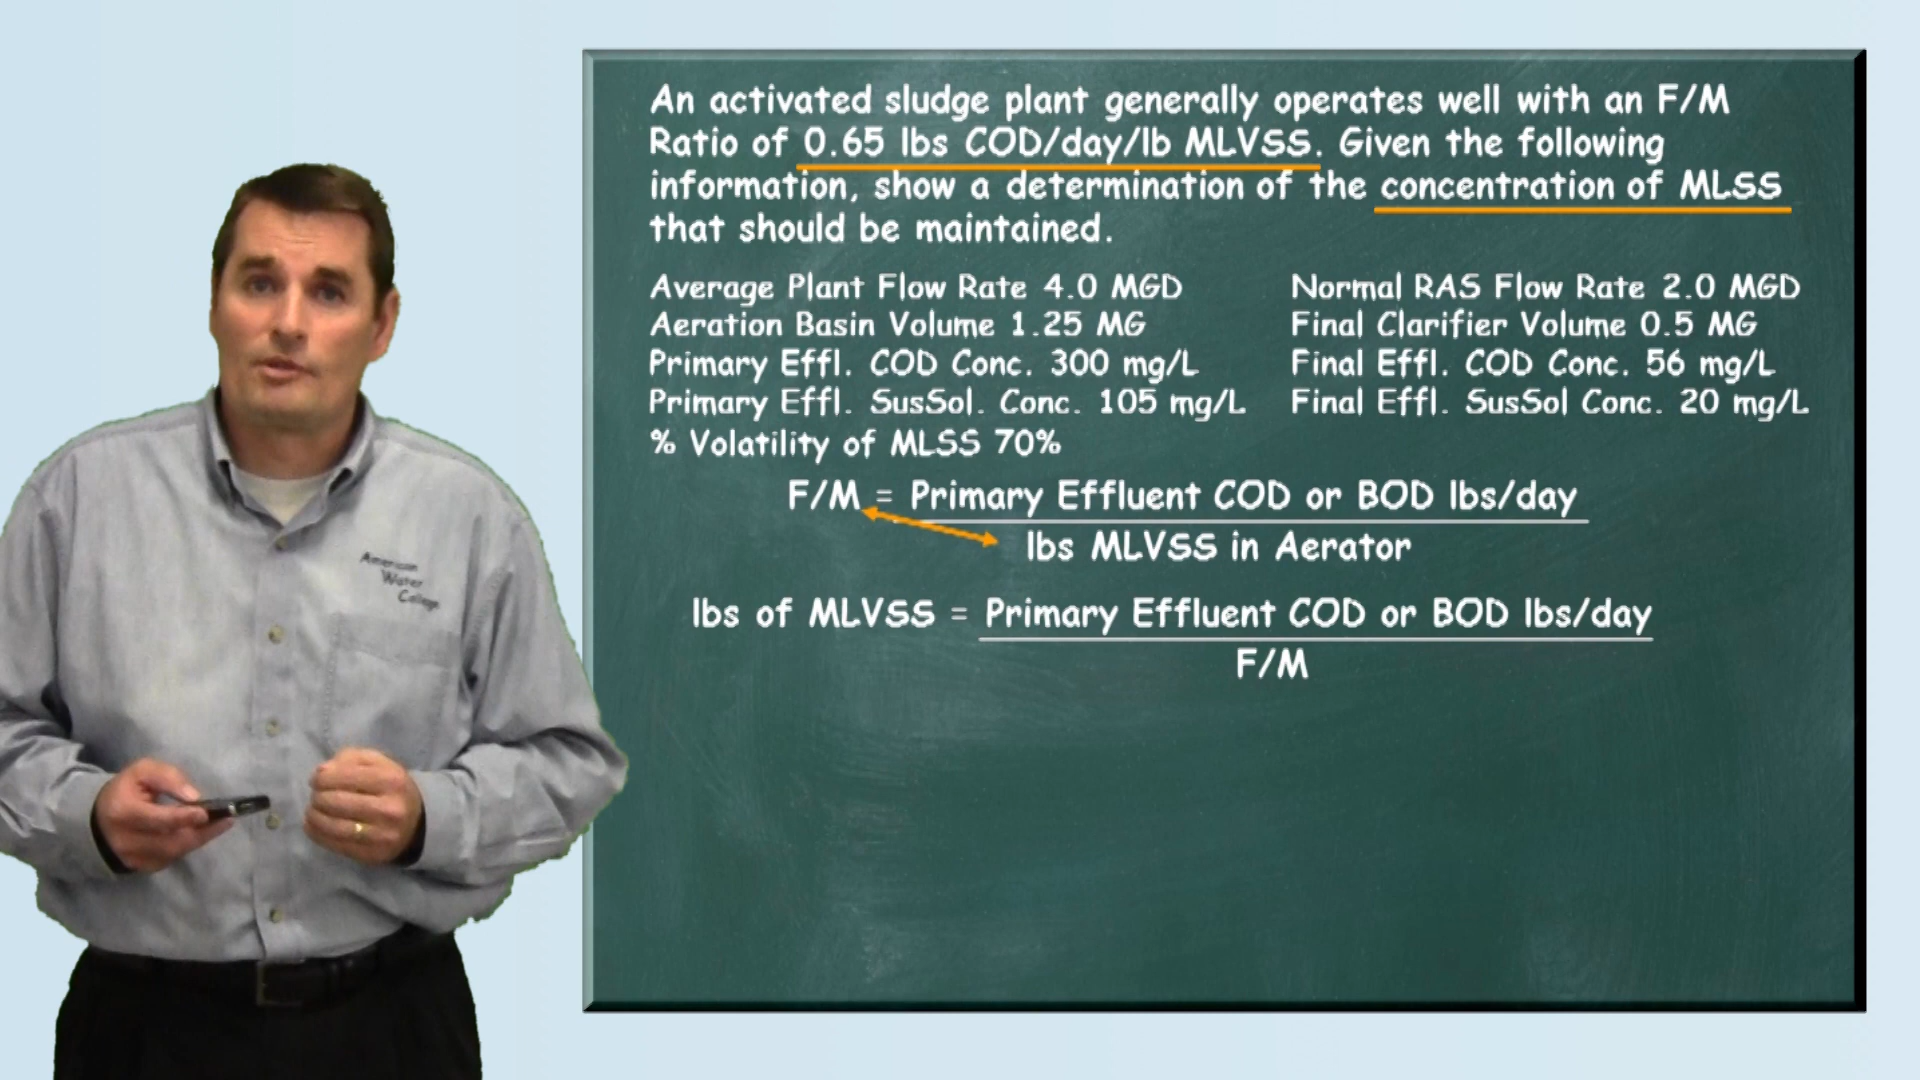 An activated sludge plant generally operates well with an F/M
Ratio of 0.65 lbs COD/day/lb MLVSS. Given the following
information, show a determination of the concentration of MLSS
that should be maintained.
Average Plant Flow Rate 4.0 MGD
Normal RAS Flow Rate 2.0 MGD
Aeration Basin Volume 1.25 MG
Final Clarifier Volume 0.5 MG
Primary Effl. COD Conc. 300 mg/L
Final Effl. COD Conc. 56 mg/L
Primary Effl. SusSol. Conc. 105 mg/L
Final Effl. SusSol Conc. 20 mg/L
% Volatility of MLSS 70%
F/M = Primary Effluent COD or BOD lbs/day
lbs MLVSS in Aerator
lbs of MLVSS = Primary Effluent COD or BOD lbs/day
F/M
American
Water
College